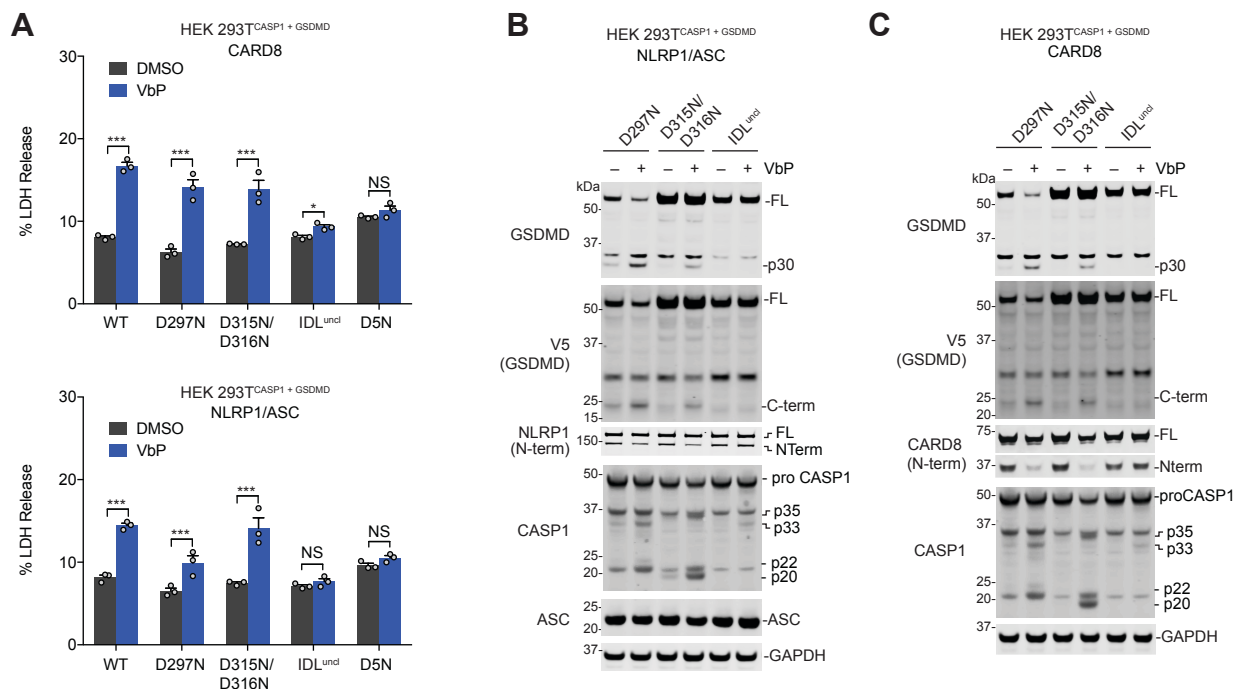 A
HEK 293T^CASP1 + GSDMD
CARD8
30
20
10
0
% LDH Release
DMSO
VbP
***
***
***
*
NS
WT
D297N
D315N/
D316N
IDL^uncl
D5N
HEK 293T^CASP1 + GSDMD
NLRP1/ASC
30
20
10
0
% LDH Release
DMSO
VbP
***
***
***
NS
NS
WT
D297N
D315N/
D316N
IDL^uncl
D5N
B
HEK 293T^CASP1 + GSDMD
NLRP1/ASC
D297N
D315N/
D316N
IDL^uncl
– + – + – + VbP
kDa
50
37
GSDMD
FL
p30
50
37
25
20
15
V5
(GSDMD)
FL
C-term
NLRP1
(N-term)
150
FL
NTerm
50
37
25
20
CASP1
pro CASP1
p35
p33
p22
p20
25
20
ASC
ASC
37
GAPDH
C
HEK 293T^CASP1 + GSDMD
CARD8
D297N
D315N/
D316N
IDL^uncl
– + – + – + VbP
kDa
50
37
GSDMD
FL
p30
50
37
25
20
V5
(GSDMD)
FL
C-term
75
37
CARD8
(N-term)
FL
Nterm
50
37
25
20
CASP1
proCASP1
p35
p33
p22
p20
37
GAPDH